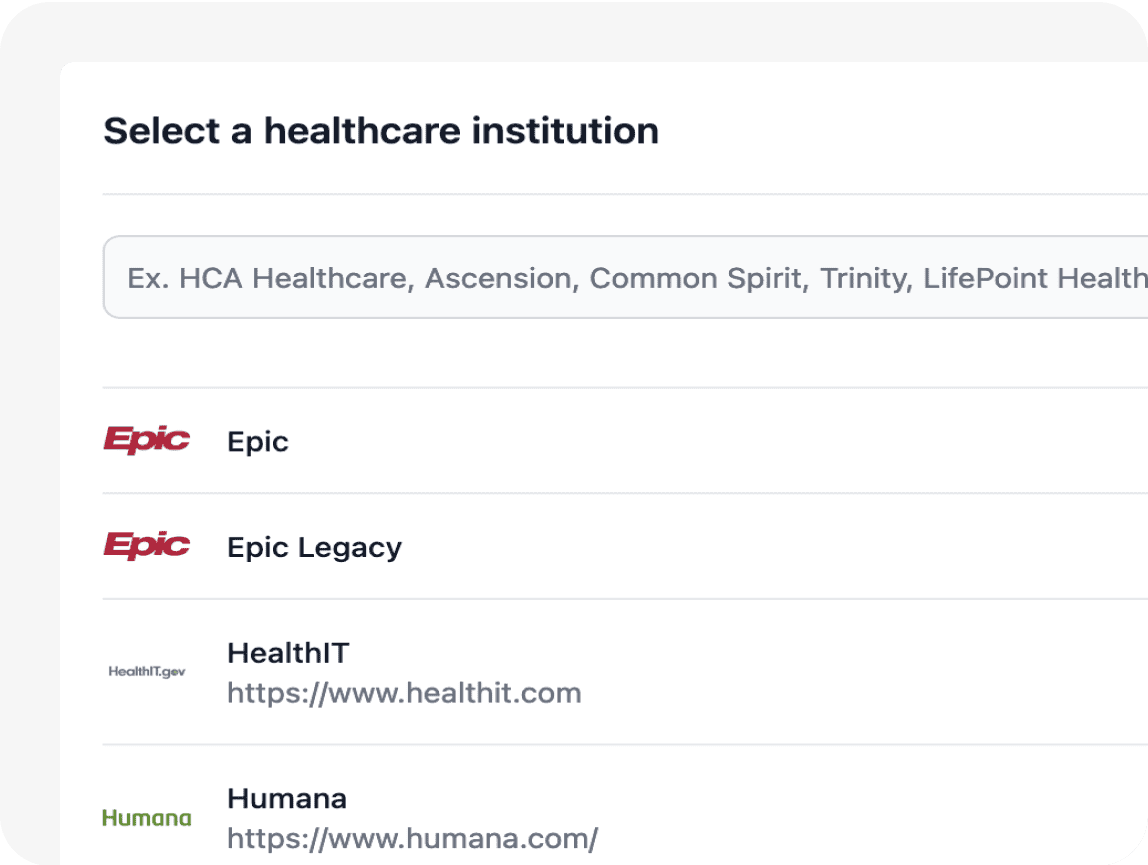 Select a healthcare institution
Ex. HCA Healthcare, Ascension, Common Spirit, Trinity, LifePoint Health
Epic Epic
Epic Epic Legacy
HealthIT.gov HealthIT
https://www.healthit.com
Humana Humana
https://www.humana.com/